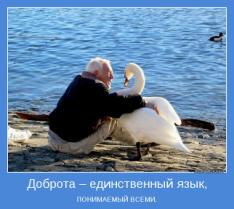 Доброта – единственный язык,
понимаемый всеми.